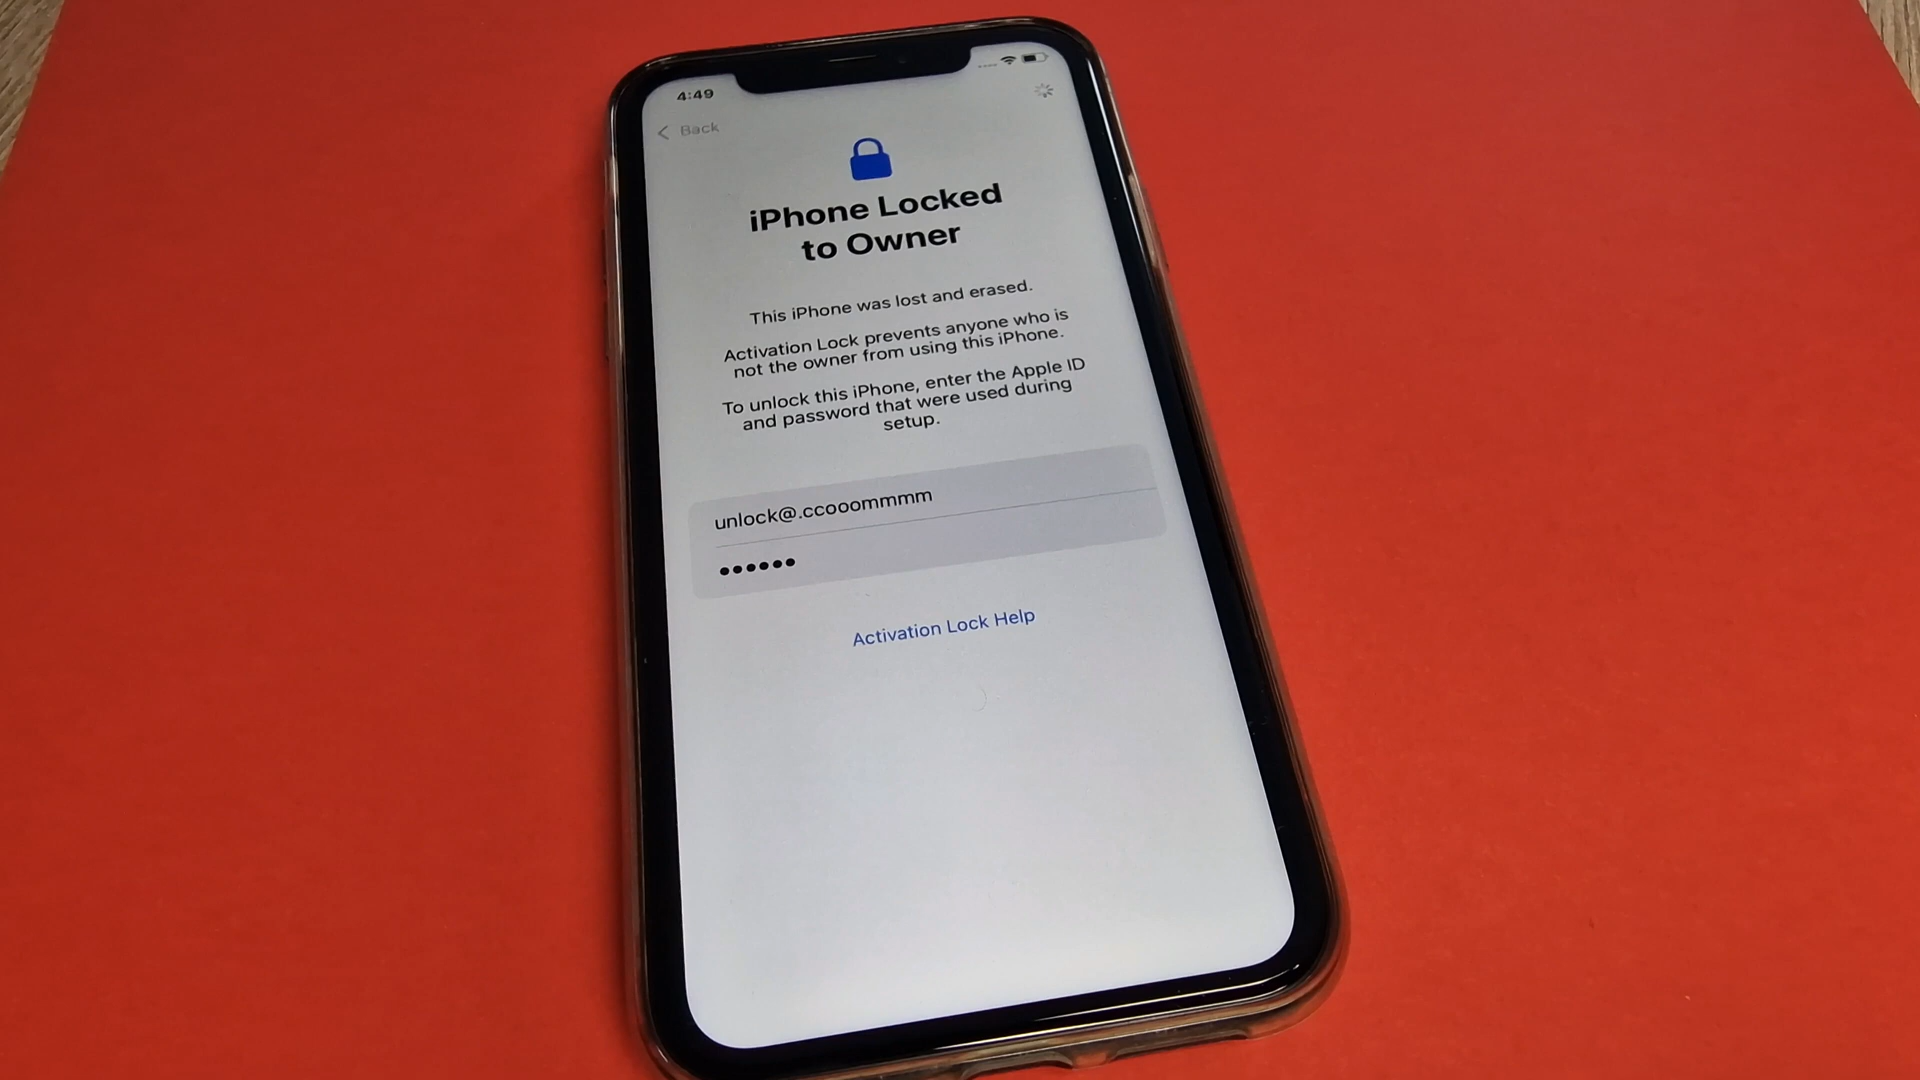 4:49
Back
iPhone Locked
to Owner
This iPhone was lost and erased.
Activation Lock prevents anyone who is
not the owner from using this iPhone.
To unlock this iPhone, enter the Apple ID
and password that were used during
setup.
unlock@.ccooommmm
••••••
Activation Lock Help